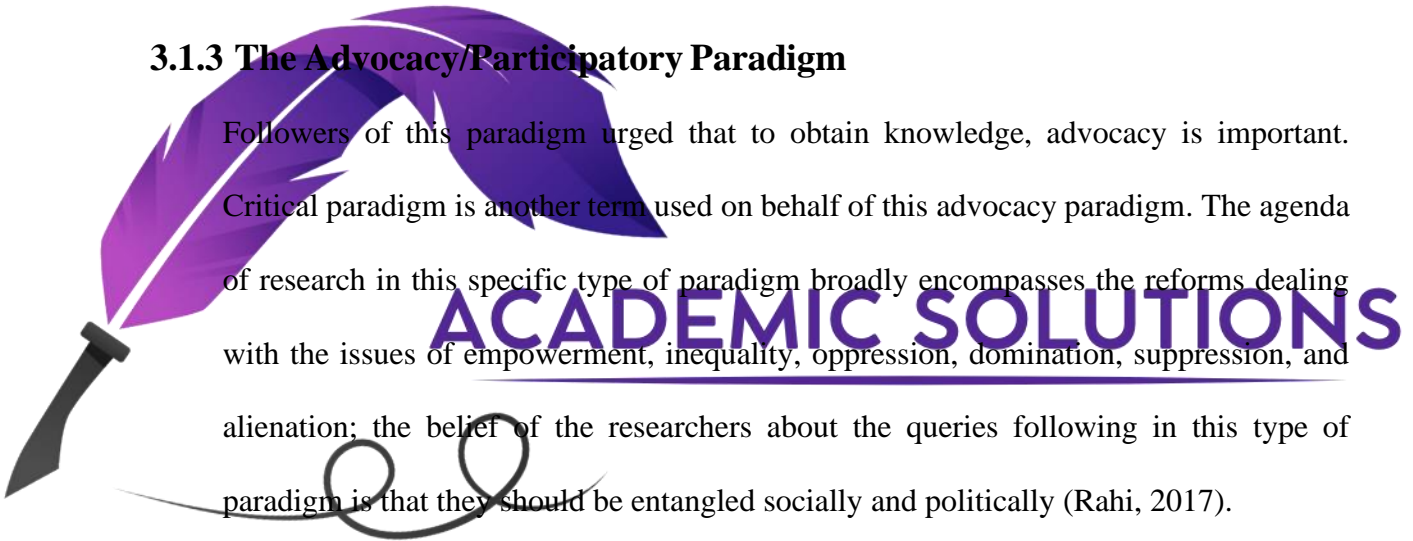 3.1.3 The Advocacy/Participatory Paradigm
Followers of this paradigm urged that to obtain knowledge, advocacy is important.
Critical paradigm is another term used on behalf of this advocacy paradigm. The agenda
of research in this specific type of paradigm broadly encompasses the reforms dealing
ACADEMIC SOLUTIONS
with the issues of empowerment, inequality, oppression, domination, suppression, and
alienation; the belief of the researchers about the queries following in this type of
paradigm is that they should be entangled socially and politically (Rahi, 2017).